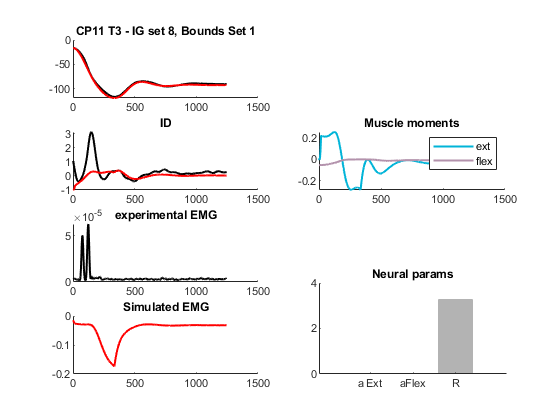 CP11 T3 - IG set 8, Bounds Set 1
0
-50
-100
0 500 1000 1500
ID
3
2
1
0
-1
0 500 1000 1500
Muscle moments
0.2
0
-0.2
ext
flex
0 500 1000 1500
×10^-5
experimental EMG
5
0
0 500 1000 1500
Simulated EMG
0
-0.1
-0.2
0 500 1000 1500
Neural params
4
2
0
a Ext aFlex R